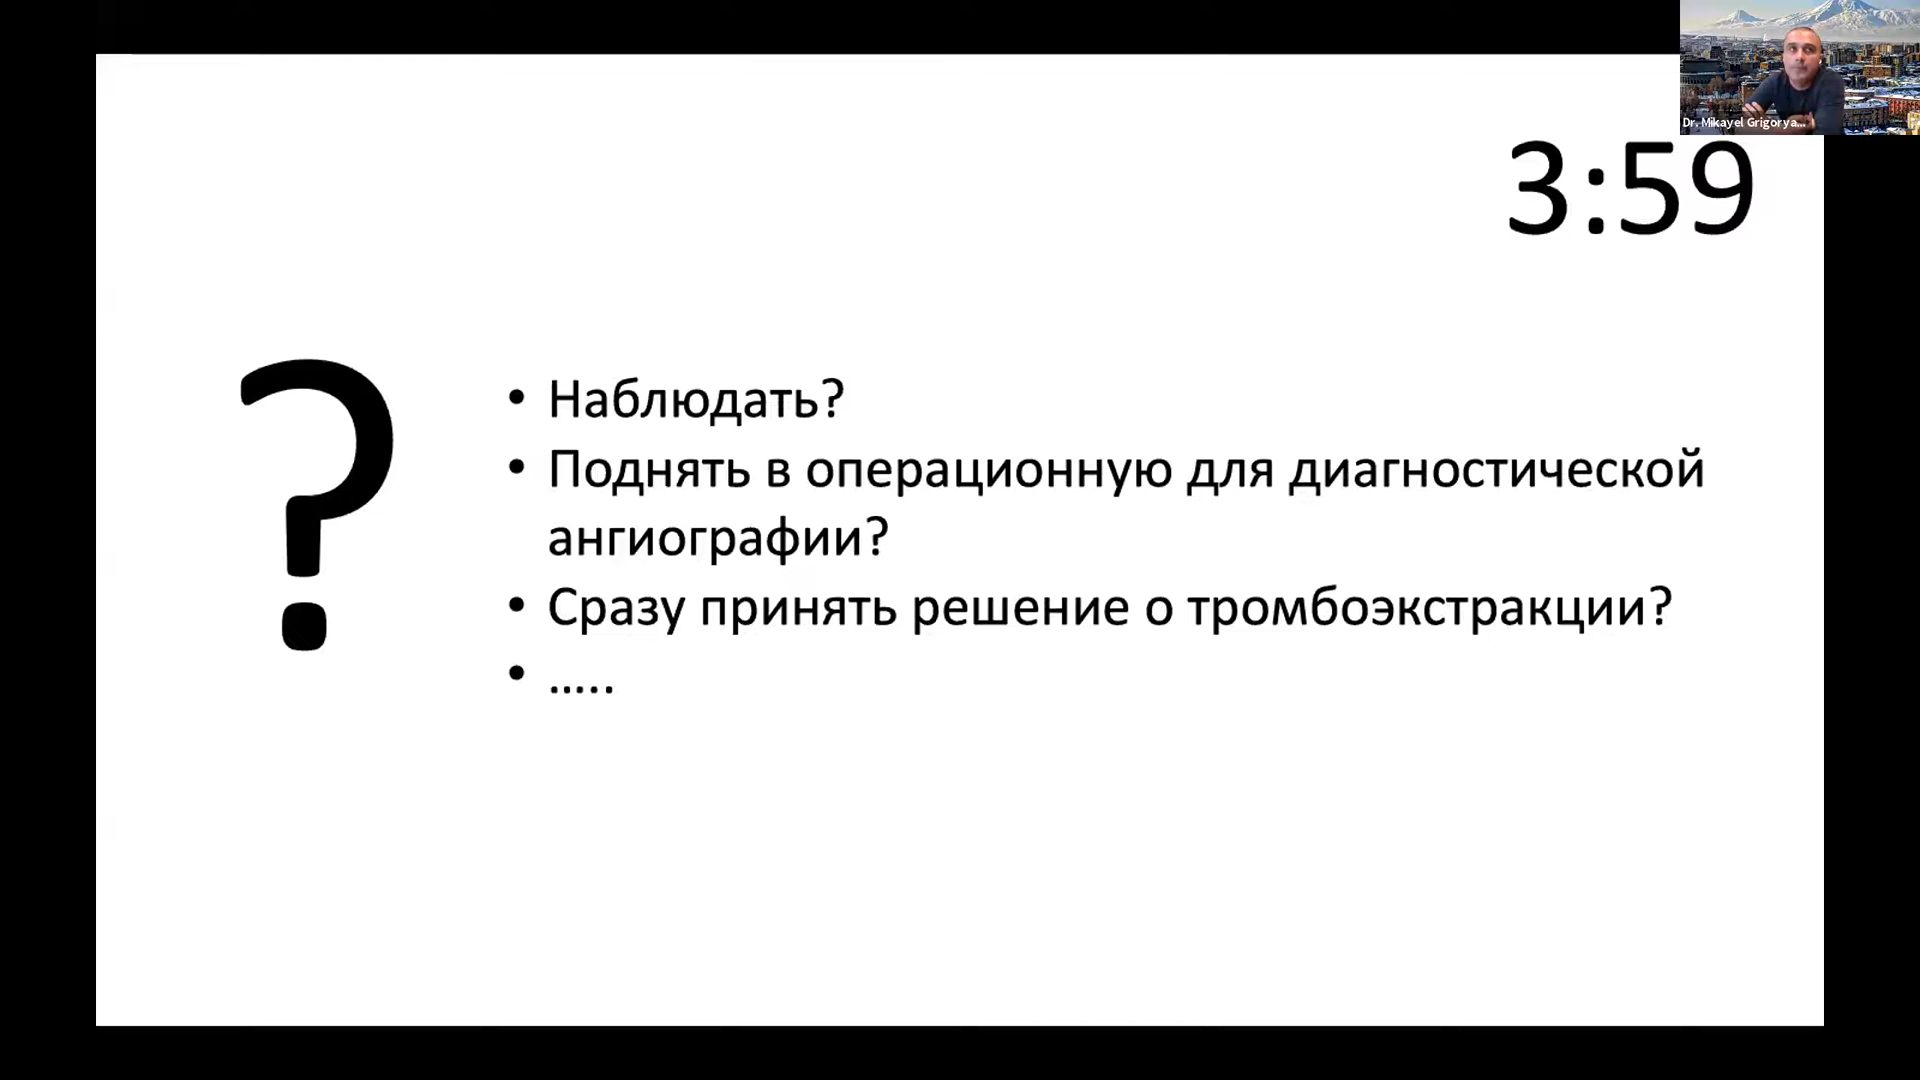 Dr. Mikayel Grigorya...
3:59
?
• Наблюдать?
• Поднять в операционную для диагностической
ангиографии?
• Сразу принять решение о тромбоэкстракции?
• .....